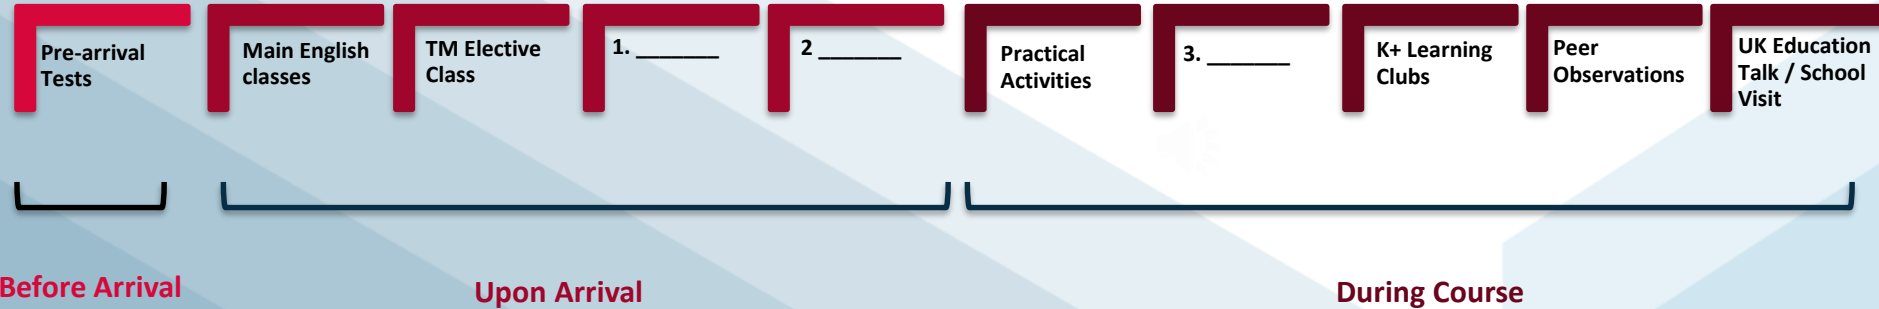 Pre-arrival
Tests
Main English
classes
TM Elective
Class
1. _______
2 _______
Practical
Activities
3. _______
K+ Learning
Clubs
Peer
Observations
UK Education
Talk / School
Visit
Before Arrival
Upon Arrival
During Course